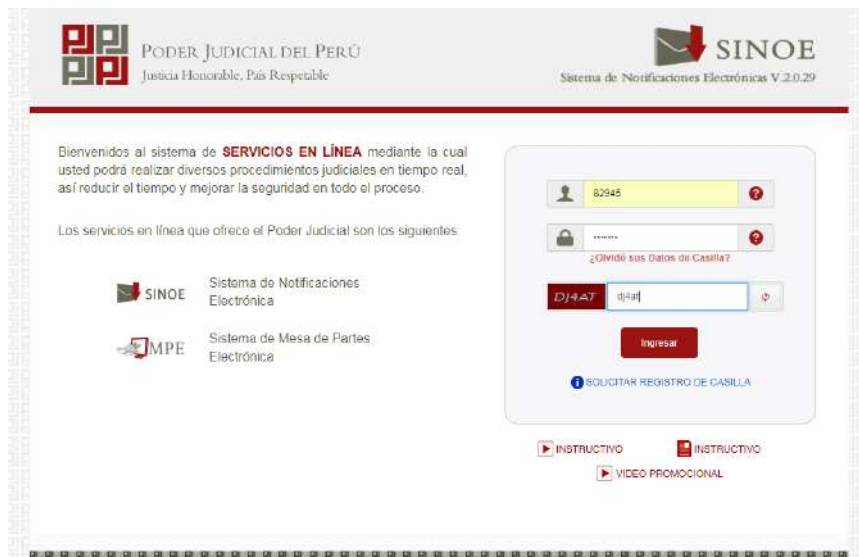 PODER JUDICIAL DEL PERÚ
Justicia Honorable, País Respetable
SINOE
Sistema de Notificaciones Electrónicas V.2.0.29
Bienvenidos al sistema de SERVICIOS EN LÍNEA mediante la cual
usted podrá realizar diversos procedimientos judiciales en tiempo real,
así reducir el tiempo y mejorar la seguridad en todo el proceso.
Los servicios en línea que ofrece el Poder Judicial son los siguientes:
SINOE
Sistema de Notificaciones
Electrónica
MPE
Sistema de Mesa de Partes
Electrónica
82945
¿Olvidó sus Datos de Casilla?
DJ4AT
dj4at
Ingresar
SOLICITAR REGISTRO DE CASILLA
INSTRUCTIVO
INSTRUCTIVO
VIDEO PROMOCIONAL